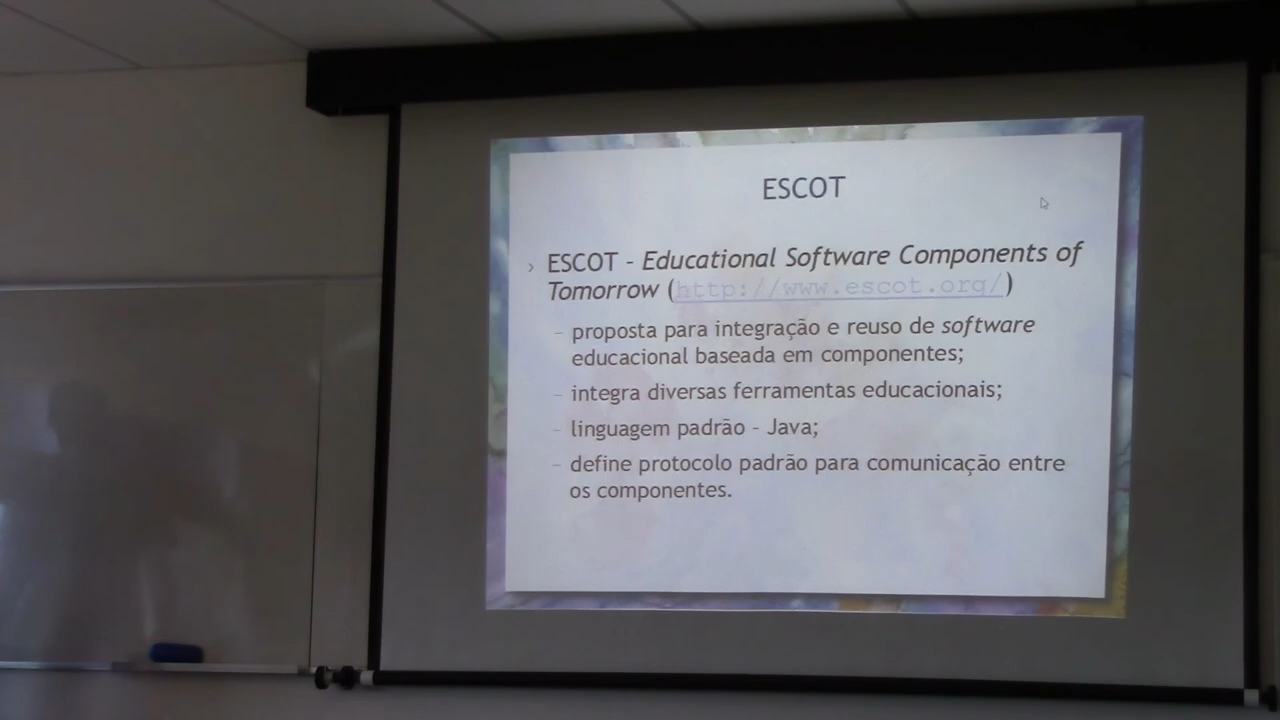 ESCOT
› ESCOT - Educational Software Components of
Tomorrow (http://www.escot.org/)
– proposta para integração e reuso de software
educacional baseada em componentes;
– integra diversas ferramentas educacionais;
– linguagem padrão - Java;
– define protocolo padrão para comunicação entre
os componentes.